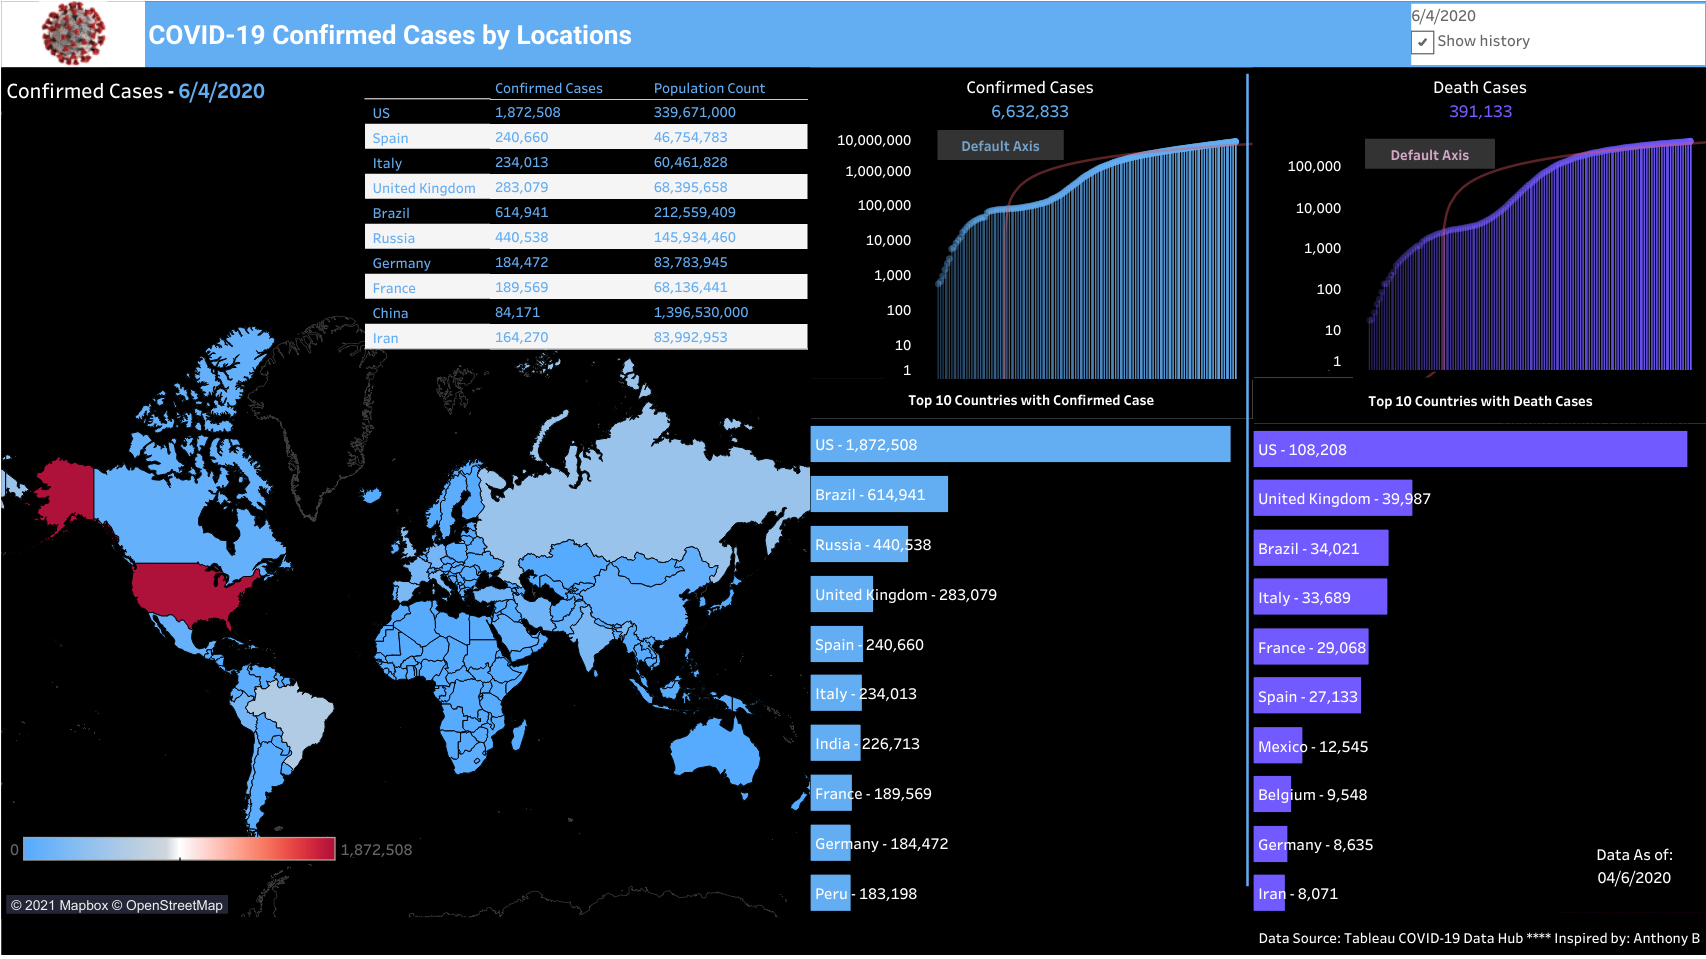 COVID-19 Confirmed Cases by Locations
6/4/2020
✔ Show history
Confirmed Cases - 6/4/2020
Confirmed Cases Population Count
US 1,872,508 339,671,000
Spain 240,660 46,754,783
Italy 234,013 60,461,828
United Kingdom 283,079 68,395,658
Brazil 614,941 212,559,409
Russia 440,538 145,934,460
Germany 184,472 83,783,945
France 189,569 68,136,441
China 84,171 1,396,530,000
Iran 164,270 83,992,953
0 1,872,508
© 2021 Mapbox © OpenStreetMap
Confirmed Cases
6,632,833
Default Axis
10,000,000
1,000,000
100,000
10,000
1,000
100
10
1
Top 10 Countries with Confirmed Case
US - 1,872,508
Brazil - 614,941
Russia - 440,538
United Kingdom - 283,079
Spain - 240,660
Italy - 234,013
India - 226,713
France - 189,569
Germany - 184,472
Peru - 183,198
Death Cases
391,133
Default Axis
100,000
10,000
1,000
100
10
1
Top 10 Countries with Death Cases
US - 108,208
United Kingdom - 39,987
Brazil - 34,021
Italy - 33,689
France - 29,068
Spain - 27,133
Mexico - 12,545
Belgium - 9,548
Germany - 8,635
Iran - 8,071
Data As of:
04/6/2020
Data Source: Tableau COVID-19 Data Hub **** Inspired by: Anthony B